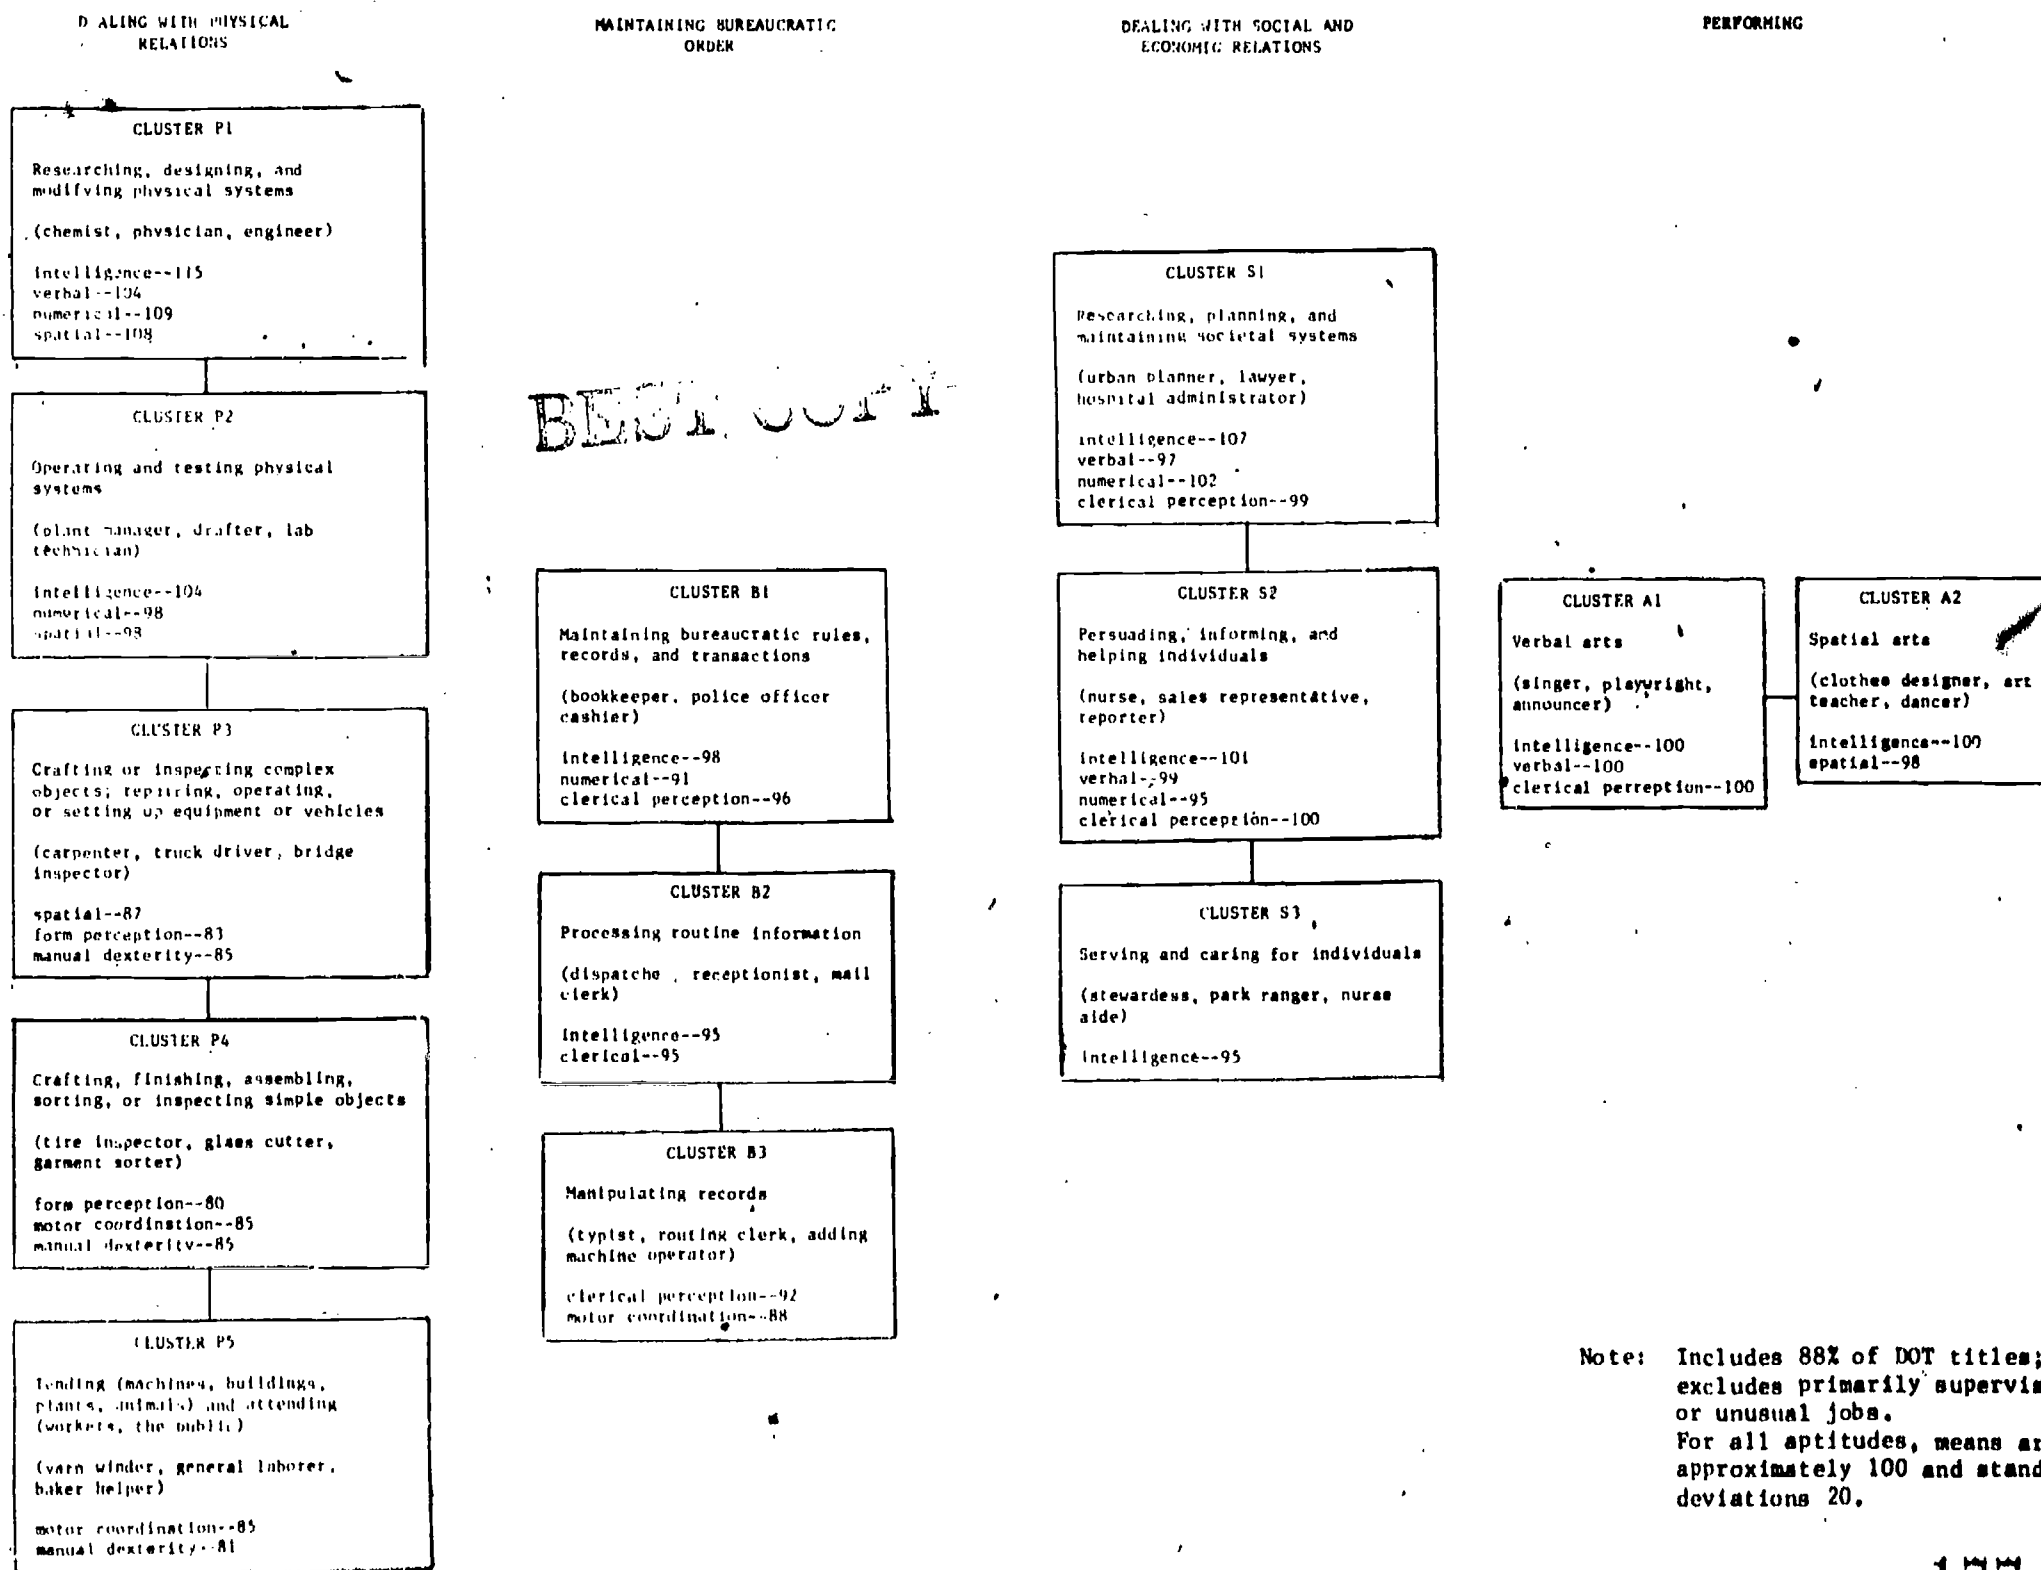 D ALING WITH PHYSICAL
RELATIONS
CLUSTER P1
Researching, designing, and
modifying physical systems
(chemist, physician, engineer)
intelligence--115
verbal--104
numerical--109
spatial--108
CLUSTER P2
Operating and testing physical
systems
(plant manager, drafter, lab
technician)
intelligence--104
numerical--98
spatial--98
CLUSTER P3
Crafting or inspecting complex
objects; repairing, operating,
or setting up equipment or vehicles
(carpenter, truck driver, bridge
inspector)
spatial--87
form perception--83
manual dexterity--85
CLUSTER P4
Crafting, finishing, assembling,
sorting, or inspecting simple objects
(tire inspector, glass cutter,
garment sorter)
form perception--80
motor coordination--85
manual dexterity--85
CLUSTER P5
Tending (machines, buildings,
plants, animals) and attending
(workers, the public)
(yarn winder, general laborer,
baker helper)
motor coordination--85
manual dexterity--81
MAINTAINING BUREAUCRATIC
ORDER
BEST COPY
CLUSTER B1
Maintaining bureaucratic rules,
records, and transactions
(bookkeeper, police officer
cashier)
intelligence--98
numerical--91
clerical perception--96
CLUSTER B2
Processing routine information
(dispatche , receptionist, mail
clerk)
intelligence--95
clerical--95
CLUSTER B3
Manipulating records
(typist, routing clerk, adding
machine operator)
clerical perception--92
motor coordination--88
DEALING WITH SOCIAL AND
ECONOMIC RELATIONS
CLUSTER S1
Researching, planning, and
maintaining societal systems
(urban planner, lawyer,
hospital administrator)
intelligence--107
verbal--97
numerical--102
clerical perception--99
CLUSTER S2
Persuading, informing, and
helping individuals
(nurse, sales representative,
reporter)
intelligence--101
verbal--99
numerical--95
clerical perception--100
CLUSTER S3
Serving and caring for individuals
(stewardess, park ranger, nurse
aide)
intelligence--95
PERFORMING
CLUSTER A1
Verbal arts
(singer, playwright,
announcer)
intelligence--100
verbal--100
clerical perception--100
CLUSTER A2
Spatial arts
(clothes designer, art
teacher, dancer)
intelligence--100
spatial--98
Note: Includes 88% of DOT titles;
excludes primarily supervis
or unusual jobs.
For all aptitudes, means ar
approximately 100 and stand
deviations 20.